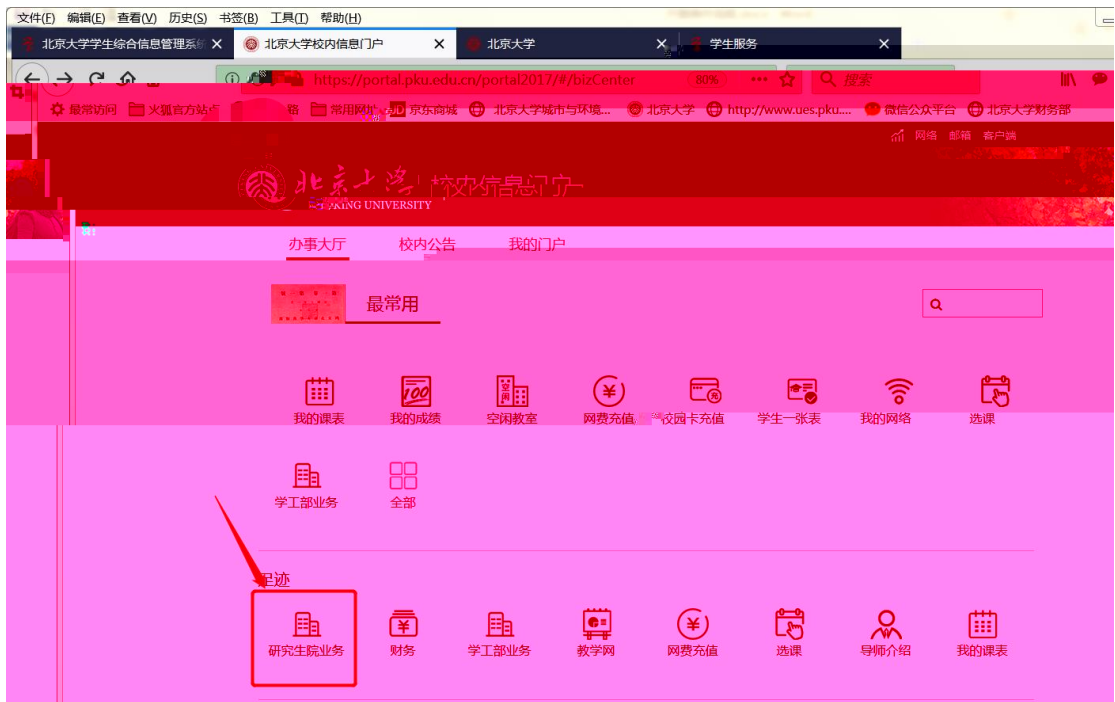 文件(F) 编辑(E) 查看(V) 历史(S) 书签(B) 工具(T) 帮助(H)
北京大学学生综合信息管理系统 北京大学校内信息门户 北京大学 学生服务
https://portal.pku.edu.cn/portal2017/#/bizCenter 80% 搜索
最常访问 火狐官方站点 常用网址 JD 京东商城 北京大学城市与环境... 北京大学 http://www.ues.pku.... 微信公众平台 北京大学财务部
网络 邮箱 客户端
北京大学 校内信息门户
PEKING UNIVERSITY
办事大厅 校内公告 我的门户
最常用
我的课表 我的成绩 空闲教室 网费充值 校园卡充值 学生一张表 我的网络 选课
学工部业务 全部
足迹
研究生院业务 财务 学工部业务 教学网 网费充值 选课 导师介绍 我的课表